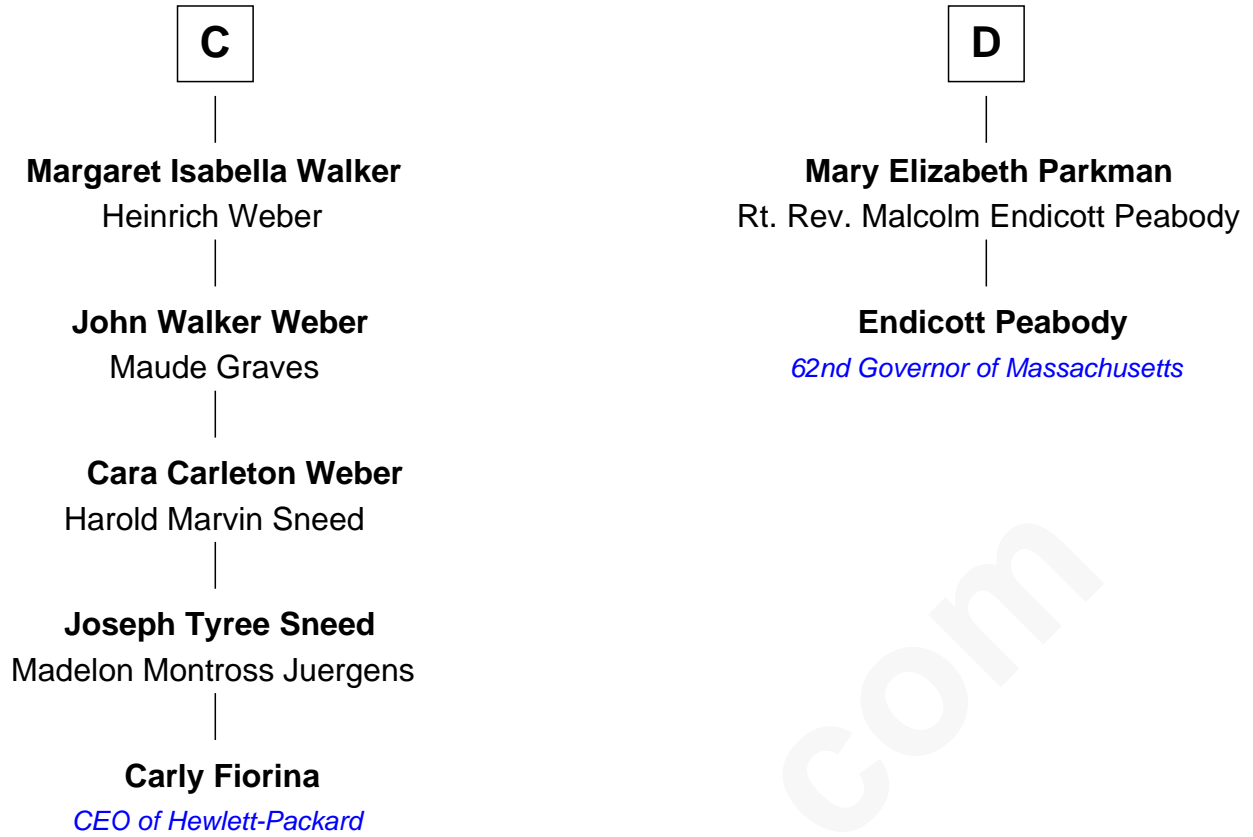 C
Margaret Isabella Walker
Heinrich Weber
John Walker Weber
Maude Graves
Cara Carleton Weber
Harold Marvin Sneed
Joseph Tyree Sneed
Madelon Montross Juergens
Carly Fiorina
CEO of Hewlett-Packard
D
Mary Elizabeth Parkman
Rt. Rev. Malcolm Endicott Peabody
Endicott Peabody
62nd Governor of Massachusetts
com